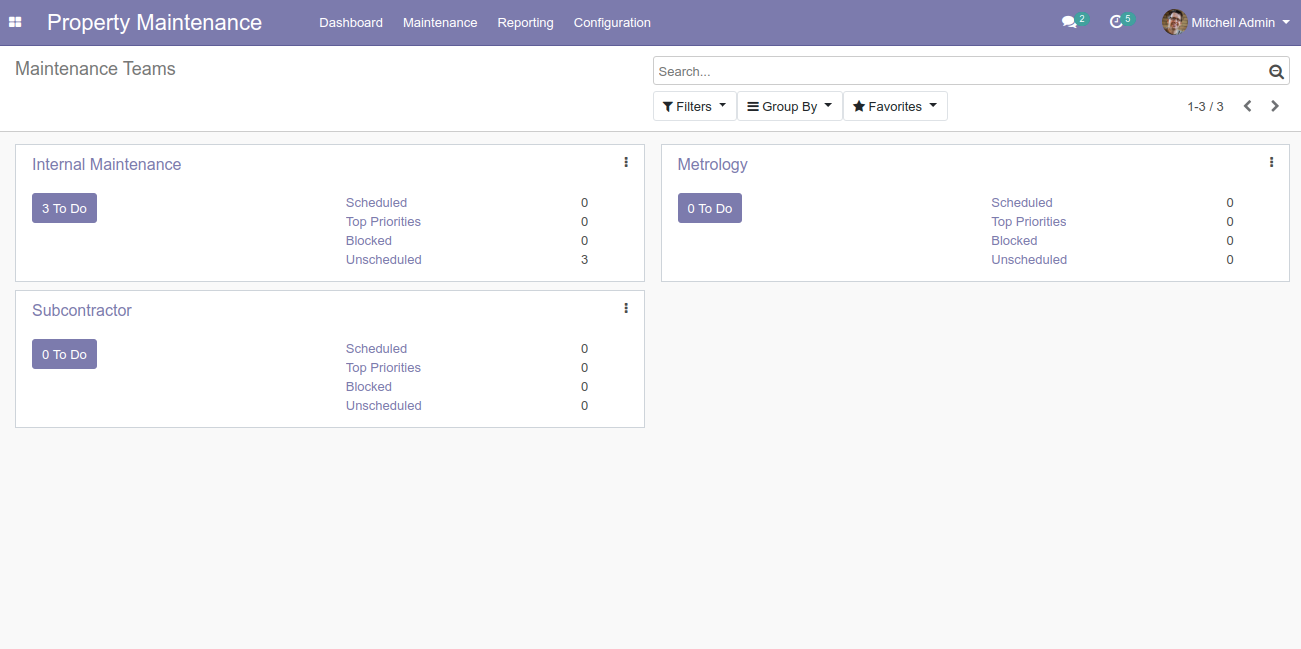 Property Maintenance Dashboard Maintenance Reporting Configuration 2 5 Mitchell Admin
Maintenance Teams
Search...
Filters Group By Favorites 1-3 / 3
Internal Maintenance
3 To Do
Scheduled 0
Top Priorities 0
Blocked 0
Unscheduled 3
Metrology
0 To Do
Scheduled 0
Top Priorities 0
Blocked 0
Unscheduled 0
Subcontractor
0 To Do
Scheduled 0
Top Priorities 0
Blocked 0
Unscheduled 0